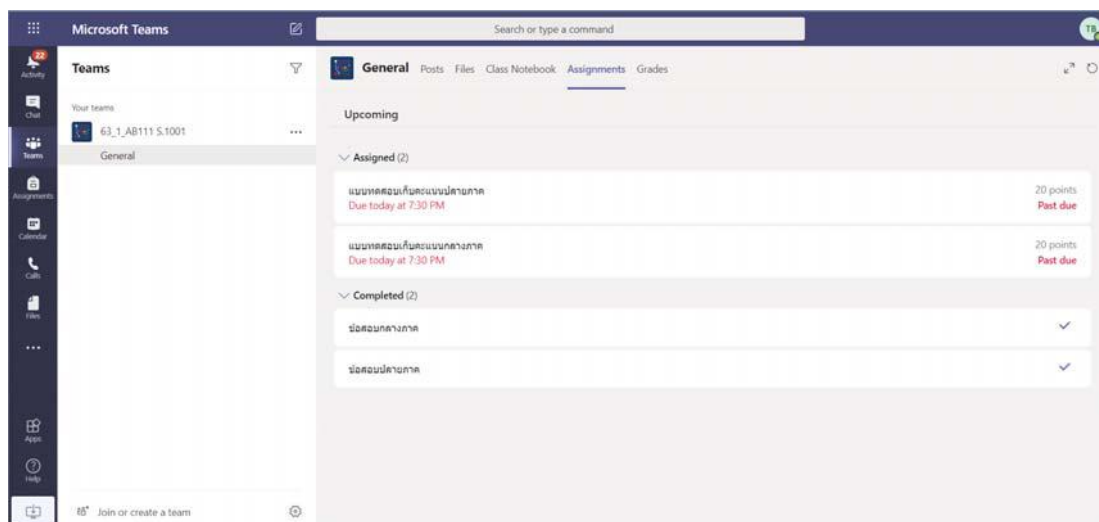 Microsoft Teams
Search or type a command
TB
22
Activity
Chat
Teams
Assignments
Calendar
Calls
Files
Apps
Help
Teams
Your teams
63_1_AB111 S.1001
General
Join or create a team
General Posts Files Class Notebook Assignments Grades
Upcoming
Assigned (2)
แบบทดสอบเก็บคะแนนปลายภาค
20 points
Due today at 7:30 PM
Past due
แบบทดสอบเก็บคะแนนกลางภาค
20 points
Due today at 7:30 PM
Past due
Completed (2)
ข้อสอบกลางภาค
ข้อสอบปลายภาค